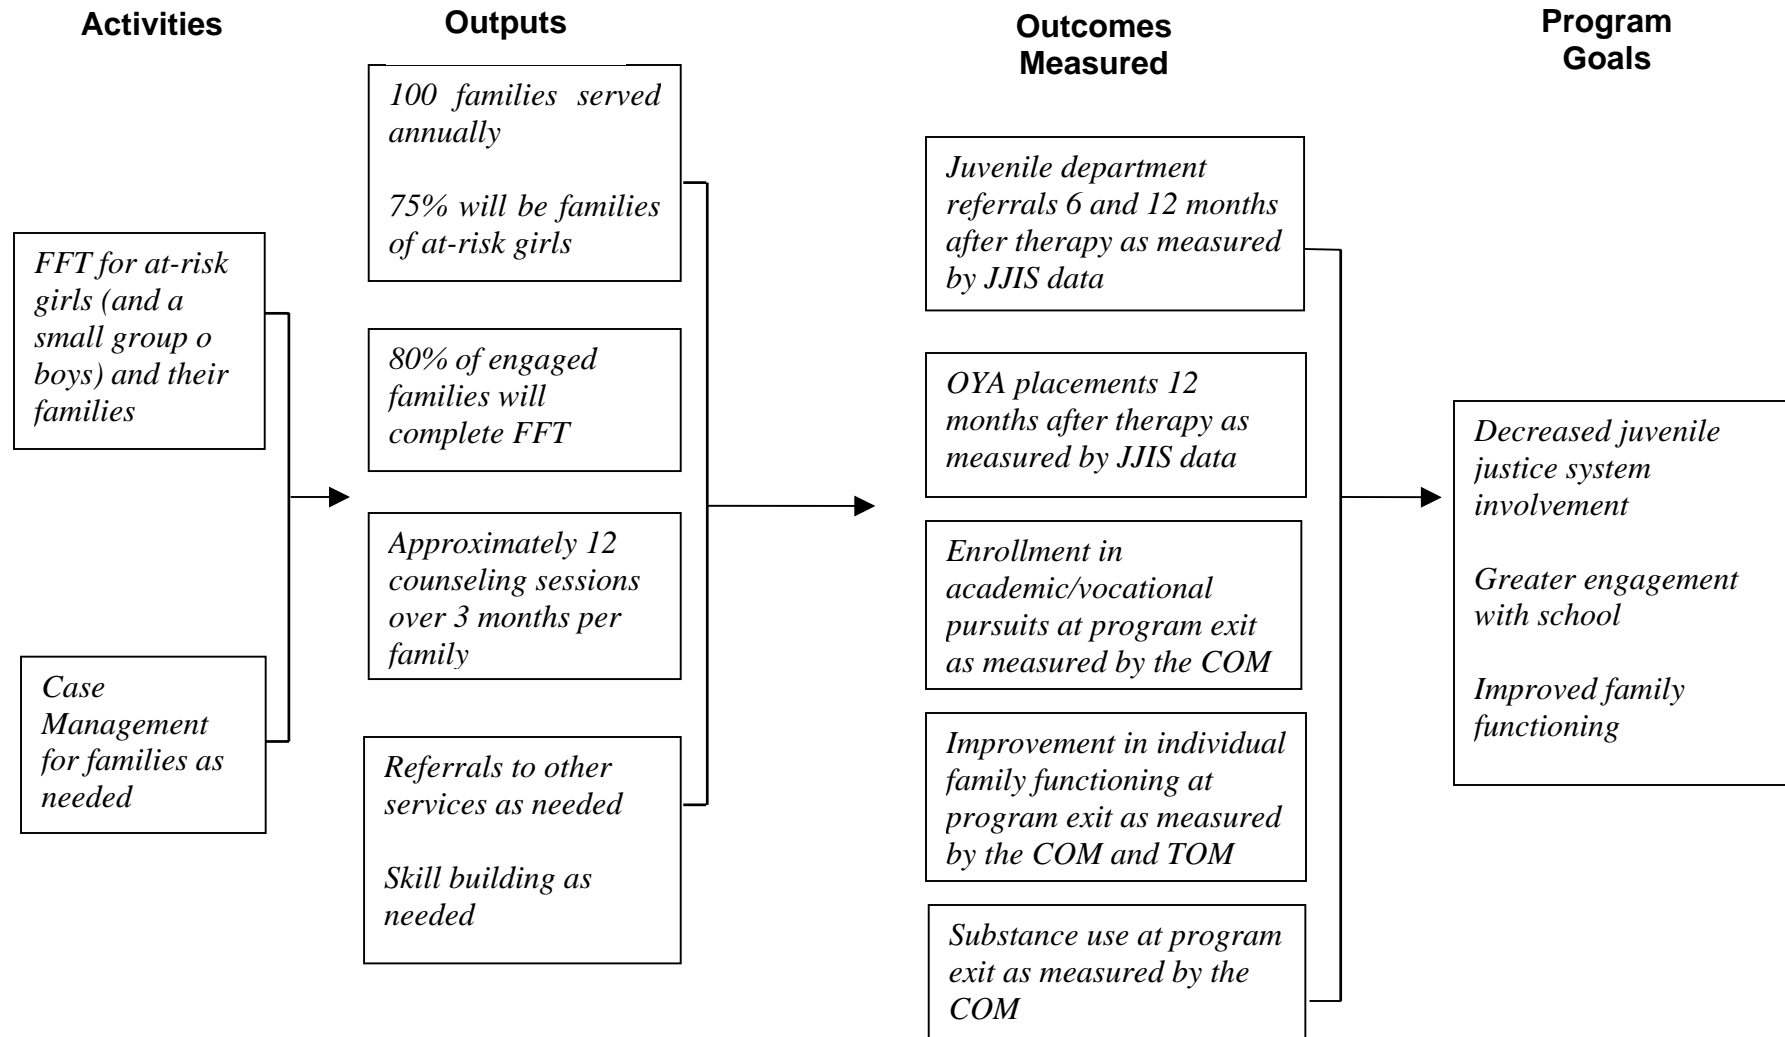 Activities
FFT for at-risk
girls (and a
small group o
boys) and their
families
Case
Management
for families as
needed
Outputs
100 families served
annually
75% will be families
of at-risk girls
80% of engaged
families will
complete FFT
Approximately 12
counseling sessions
over 3 months per
family
Referrals to other
services as needed
Skill building as
needed
Outcomes
Measured
Juvenile department
referrals 6 and 12 months
after therapy as measured
by JJIS data
OYA placements 12
months after therapy as
measured by JJIS data
Enrollment in
academic/vocational
pursuits at program exit
as measured by the COM
Improvement in individual
family functioning at
program exit as measured
by the COM and TOM
Substance use at program
exit as measured by the
COM
Program
Goals
Decreased juvenile
justice system
involvement
Greater engagement
with school
Improved family
functioning